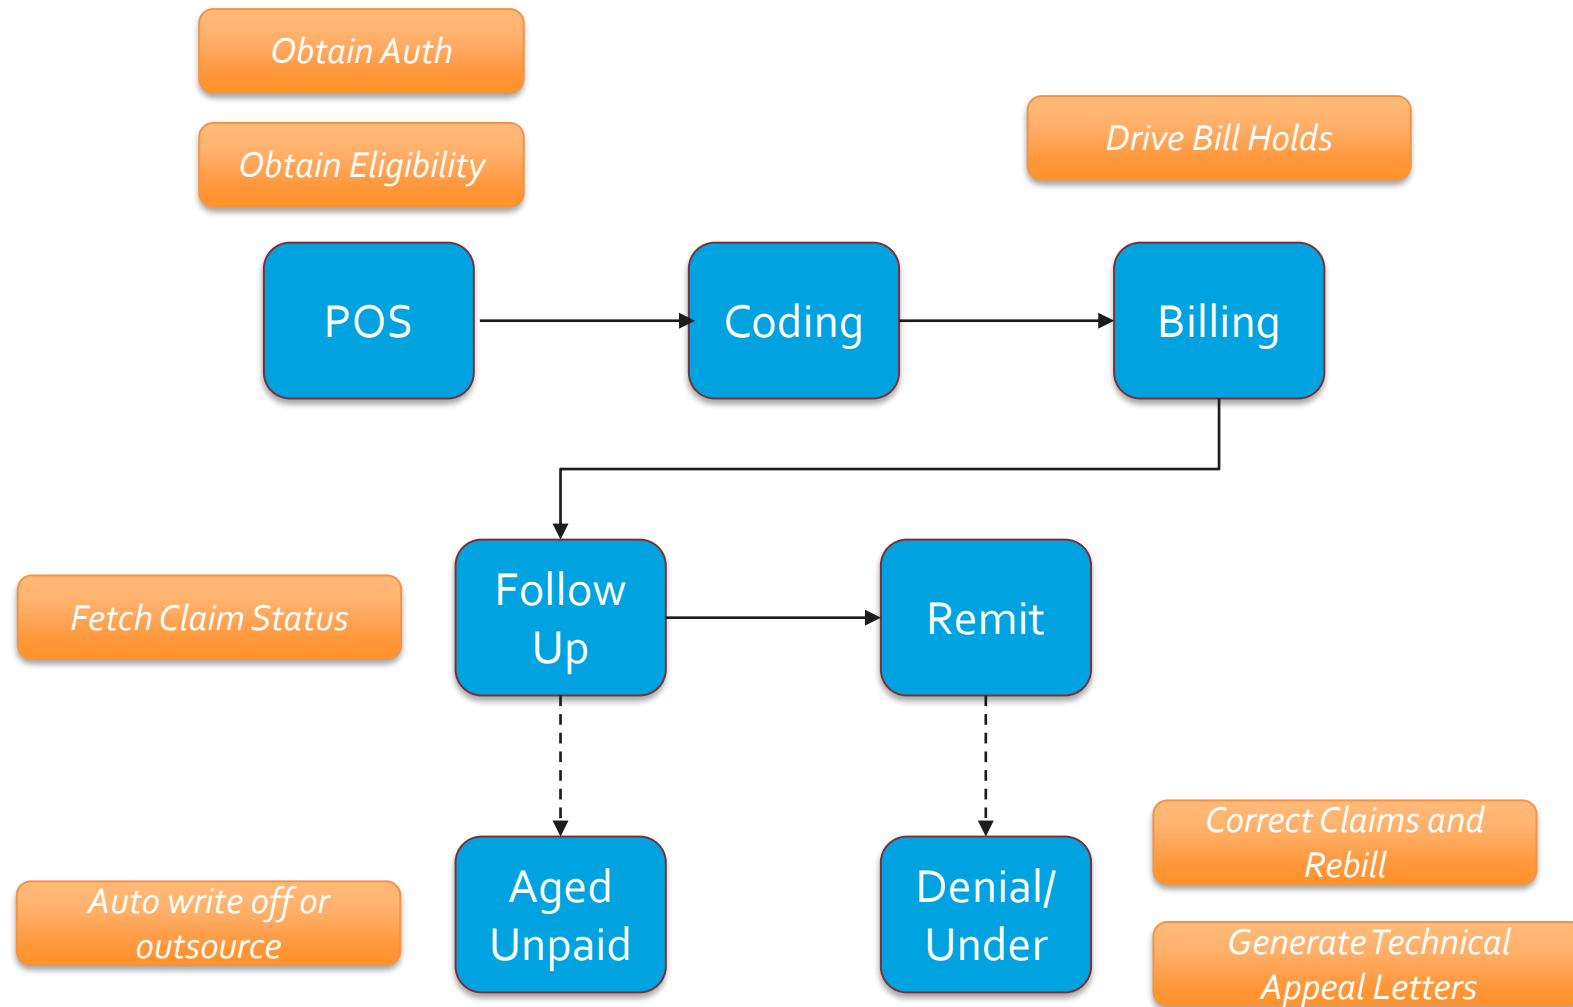 Obtain Auth
Obtain Eligibility
Drive Bill Holds
POS
Coding
Billing
Fetch Claim Status
Follow
Up
Remit
Auto write off or
outsource
Aged
Unpaid
Denial/
Under
Correct Claims and
Rebill
Generate Technical
Appeal Letters